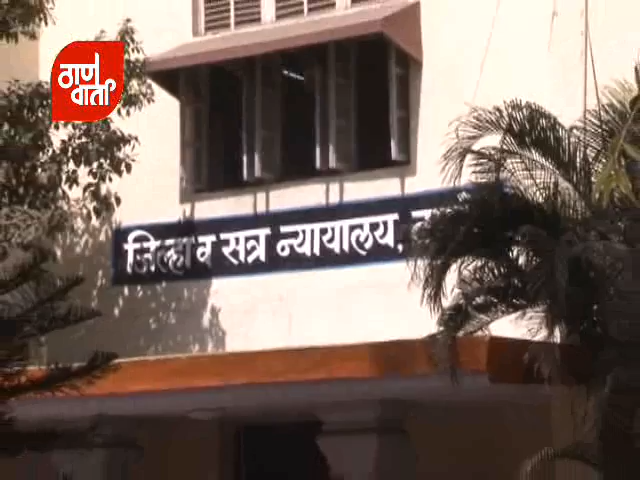 ठाणे
वार्ता
जिल्हा व सत्र न्यायालय,